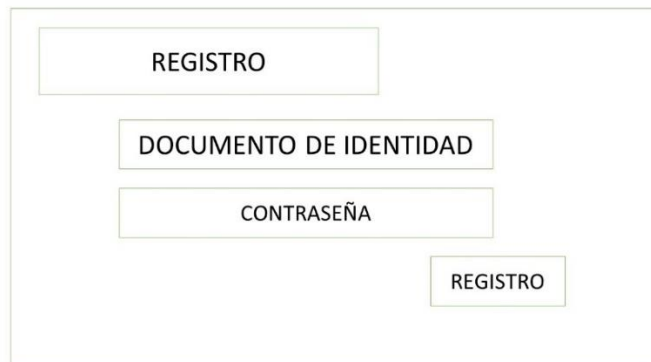 REGISTRO
DOCUMENTO DE IDENTIDAD
CONTRASEÑA
REGISTRO